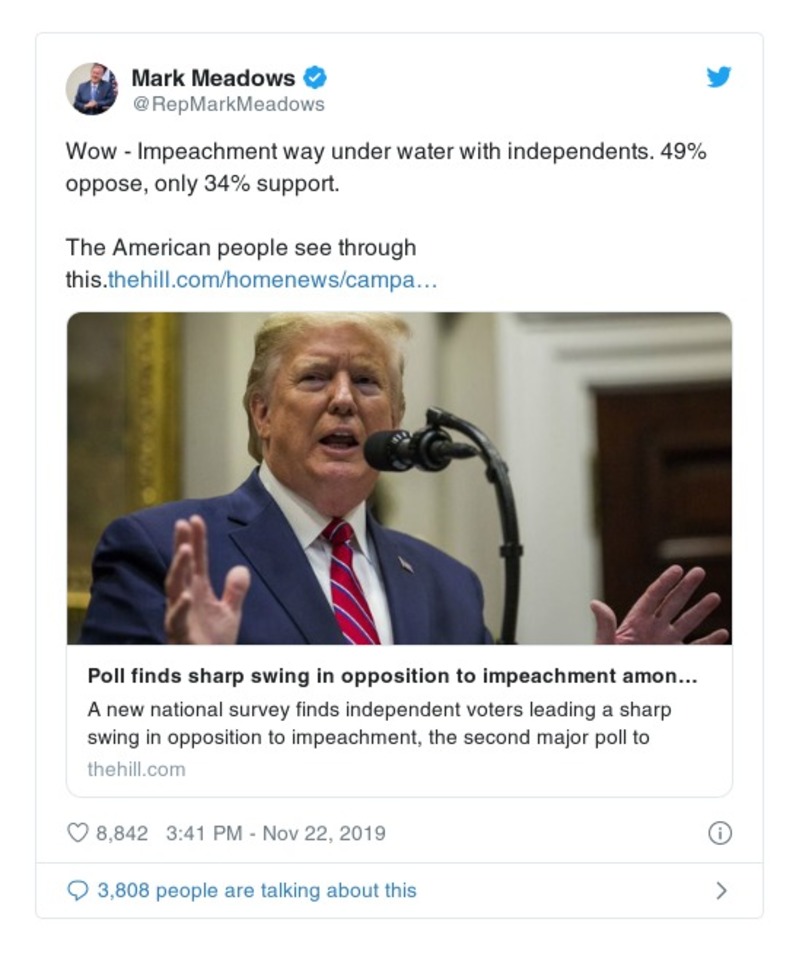 Mark Meadows
@RepMarkMeadows
Wow - Impeachment way under water with independents. 49%
oppose, only 34% support.
The American people see through
this.thehill.com/homenews/campa…
Poll finds sharp swing in opposition to impeachment amon…
A new national survey finds independent voters leading a sharp
swing in opposition to impeachment, the second major poll to
thehill.com
8,842 3:41 PM - Nov 22, 2019
3,808 people are talking about this